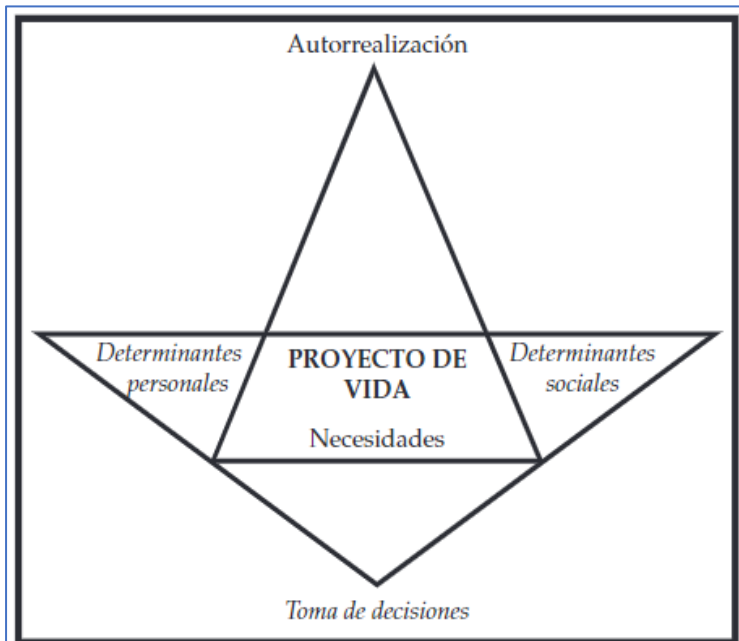 Autorrealización
Determinantes
personales
PROYECTO DE
VIDA
Necesidades
Determinantes
sociales
Toma de decisiones